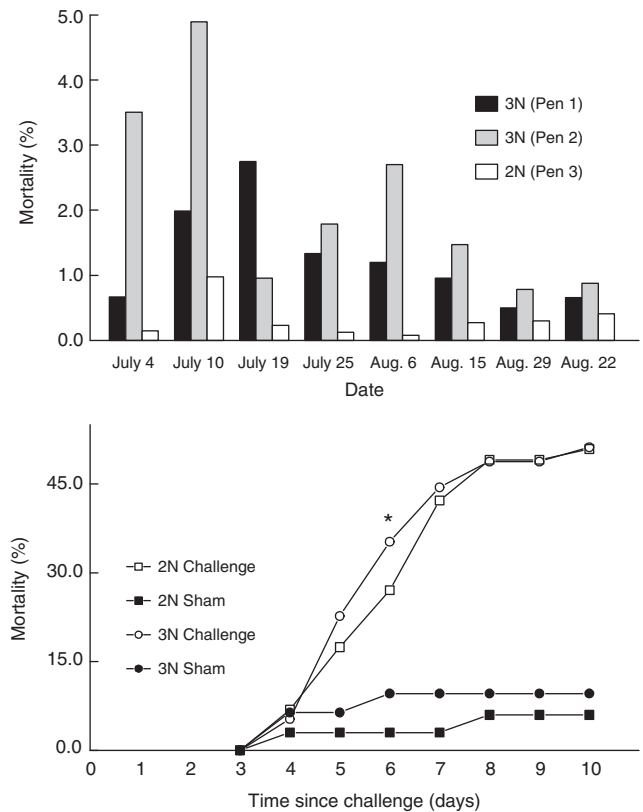 5.0
4.0
3.0
2.0
1.0
0.0
Mortality (%)
3N (Pen 1)
3N (Pen 2)
2N (Pen 3)
July 4 July 10 July 19 July 25 Aug. 6 Aug. 15 Aug. 29 Aug. 22
Date
45.0
30.0
15.0
0.0
Mortality (%)
*
2N Challenge
2N Sham
3N Challenge
3N Sham
0 1 2 3 4 5 6 7 8 9 10
Time since challenge (days)